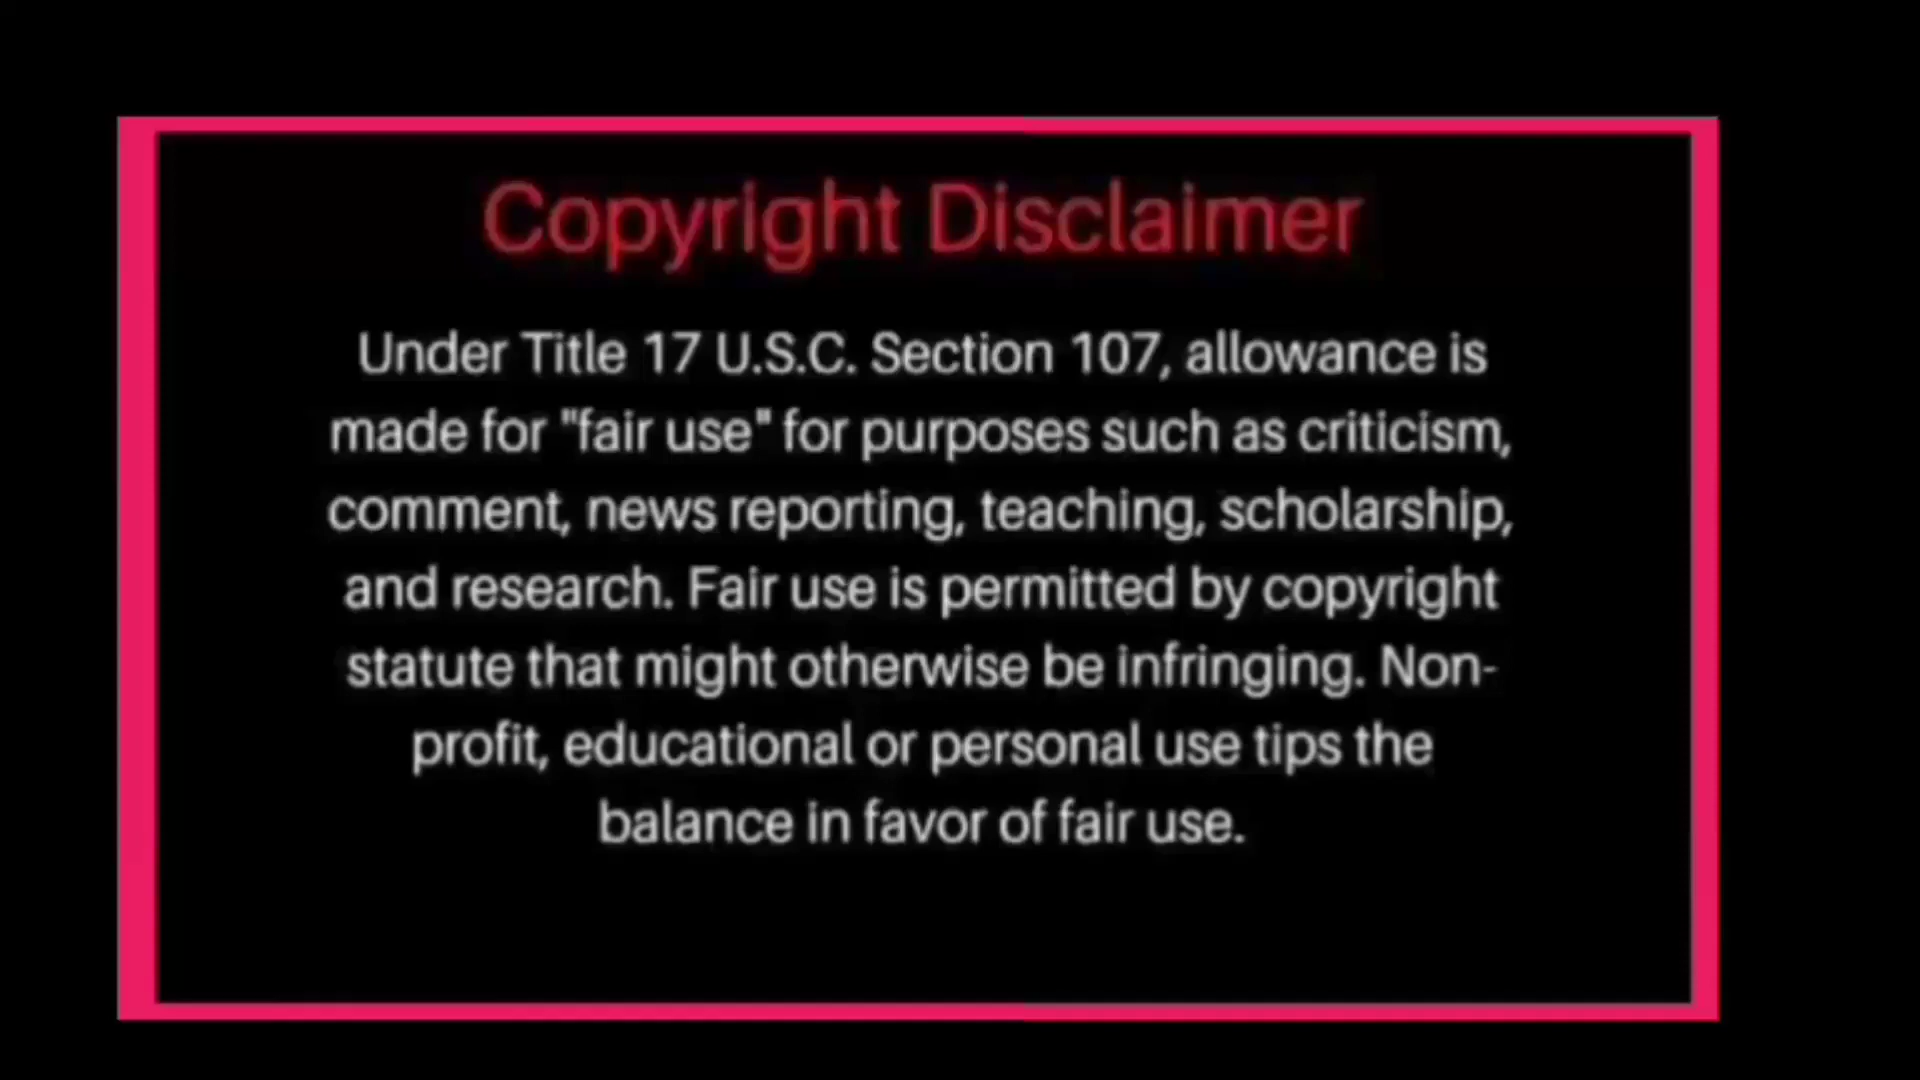 Copyright Disclaimer
Under Title 17 U.S.C. Section 107, allowance is
made for "fair use" for purposes such as criticism,
comment, news reporting, teaching, scholarship,
and research. Fair use is permitted by copyright
statute that might otherwise be infringing. Non-
profit, educational or personal use tips the
balance in favor of fair use.